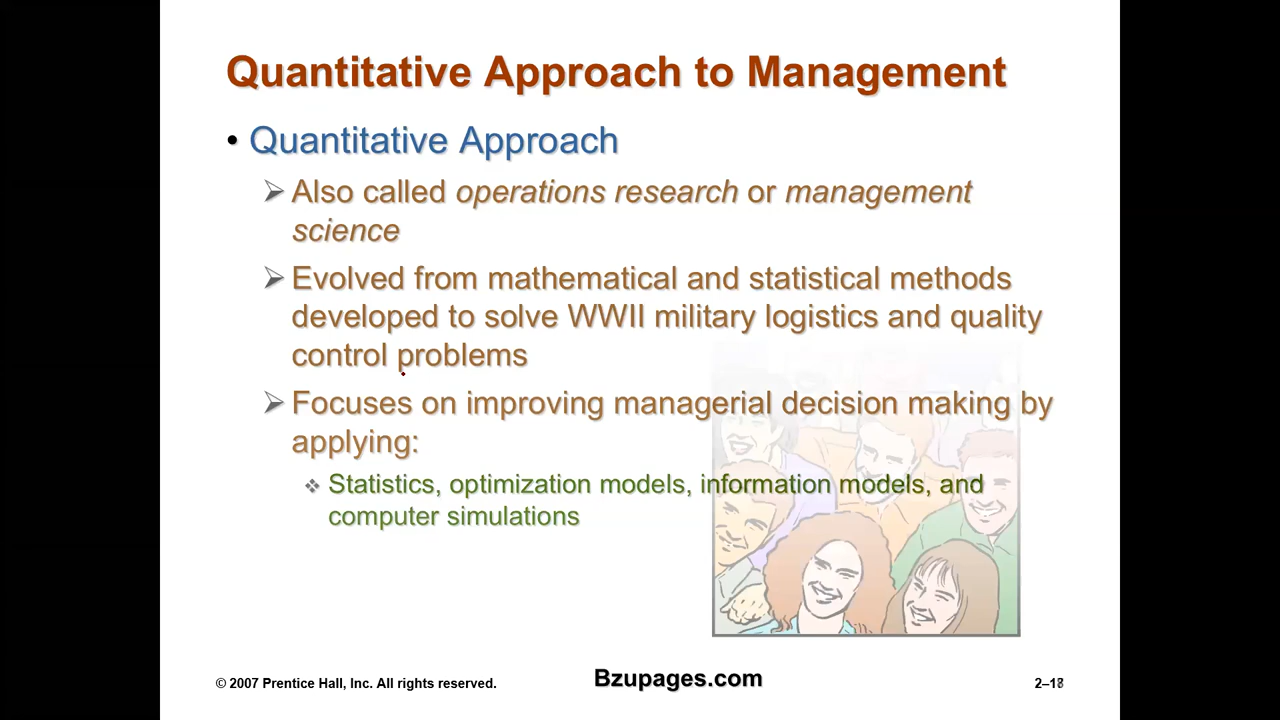 Quantitative Approach to Management
• Quantitative Approach
Also called operations research or management
science
Evolved from mathematical and statistical methods
developed to solve WWII military logistics and quality
control problems
Focuses on improving managerial decision making by
applying:
Statistics, optimization models, information models, and
computer simulations
© 2007 Prentice Hall, Inc. All rights reserved.
Bzupages.com